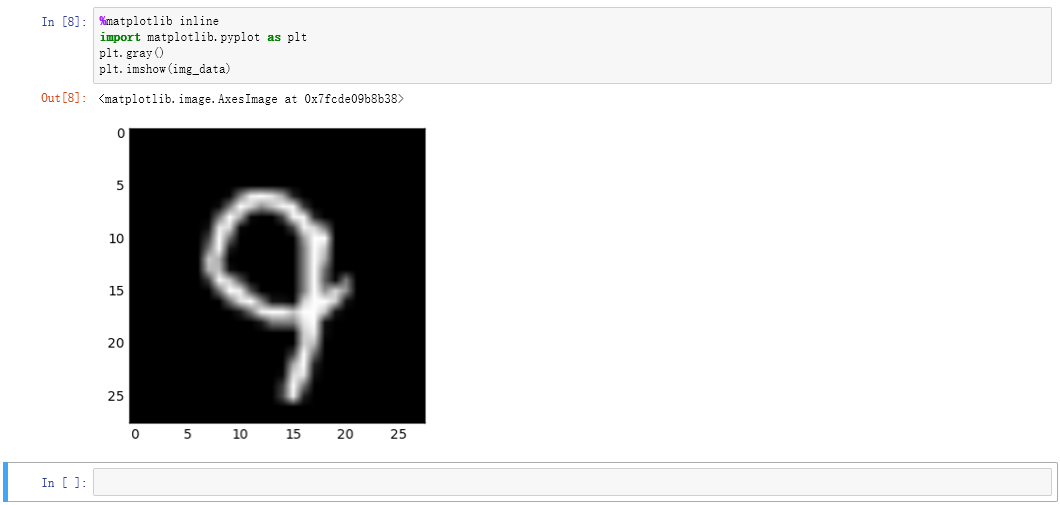 In [8]:
%matplotlib inline
import matplotlib.pyplot as plt
plt.gray()
plt.imshow(img_data)
Out[8]: <matplotlib.image.AxesImage at 0x7fcde09b8b38>
0
5
10
15
20
25
9
0 5 10 15 20 25
In [ ]: